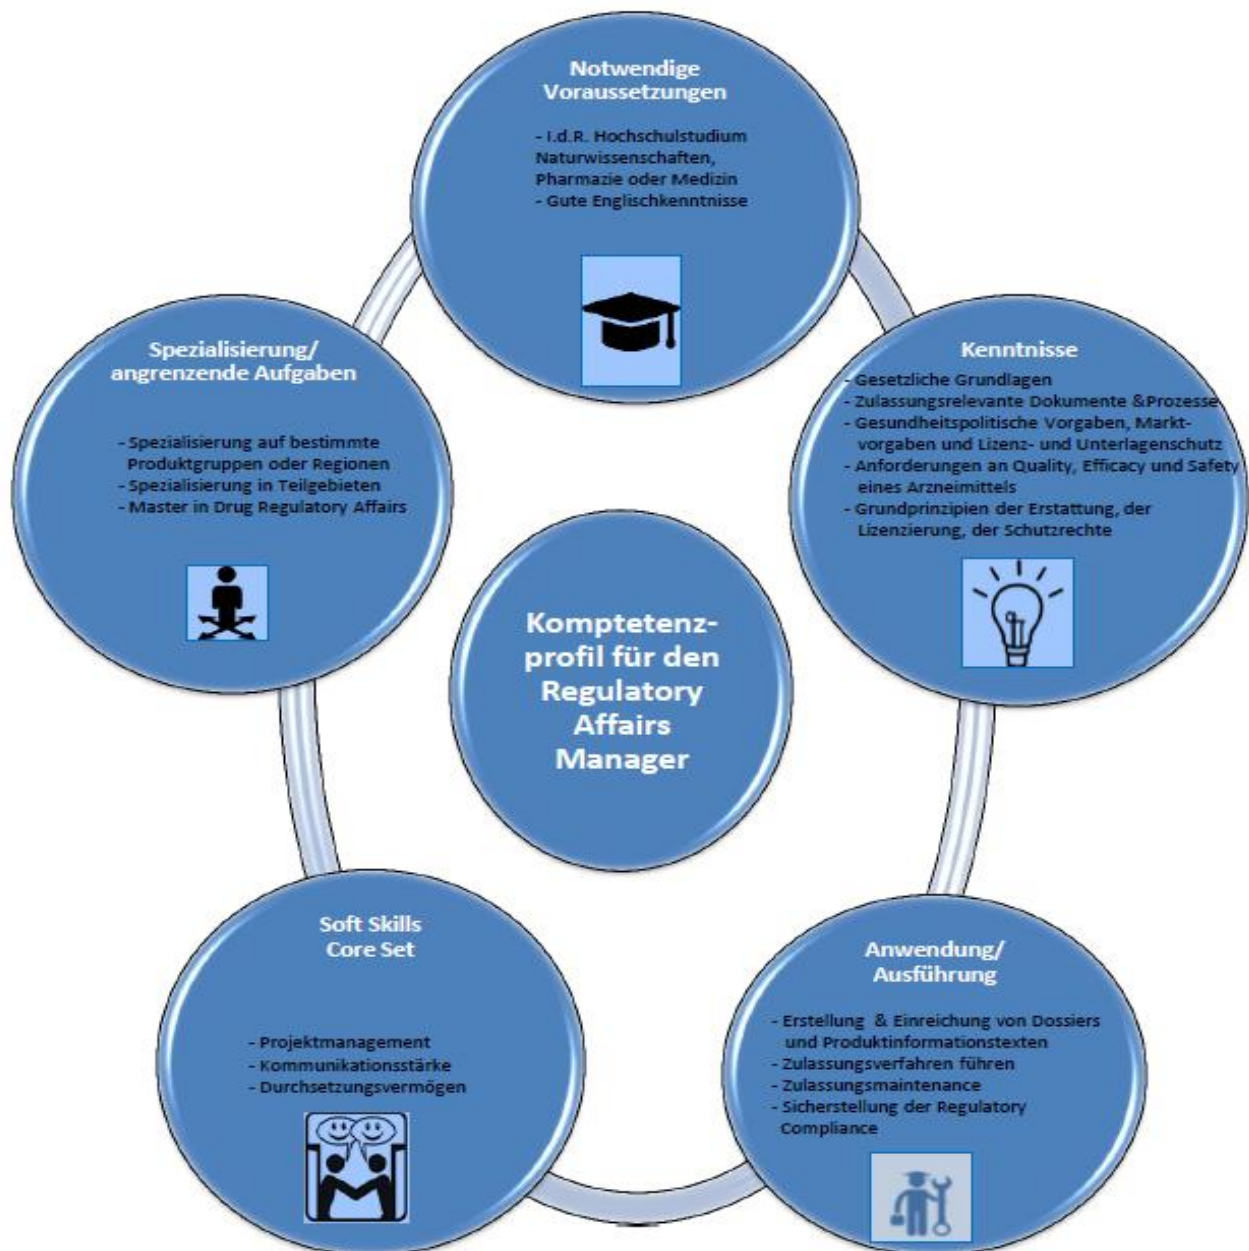 Notwendige
Voraussetzungen
- I.d.R. Hochschulstudium
Naturwissenschaften,
Pharmazie oder Medizin
- Gute Englischkenntnisse
Kenntnisse
- Gesetzliche Grundlagen
- Zulassungsrelevante Dokumente &Prozesse
- Gesundheitspolitische Vorgaben, Markt-
vorgaben und Lizenz- und Unterlagenschutz
- Anforderungen an Quality, Efficacy und Safety
eines Arzneimittels
- Grundprinzipien der Erstattung, der
Lizenzierung, der Schutzrechte
Anwendung/
Ausführung
- Erstellung & Einreichung von Dossiers
und Produktinformationstexten
- Zulassungsverfahren führen
- Zulassungsmaintenance
- Sicherstellung der Regulatory
Compliance
Soft Skills
Core Set
- Projektmanagement
- Kommunikationsstärke
- Durchsetzungsvermögen
Spezialisierung/
angrenzende Aufgaben
- Spezialisierung auf bestimmte
Produktgruppen oder Regionen
- Spezialisierung in Teilgebieten
- Master in Drug Regulatory Affairs
Komptetenz-
profil für den
Regulatory
Affairs
Manager